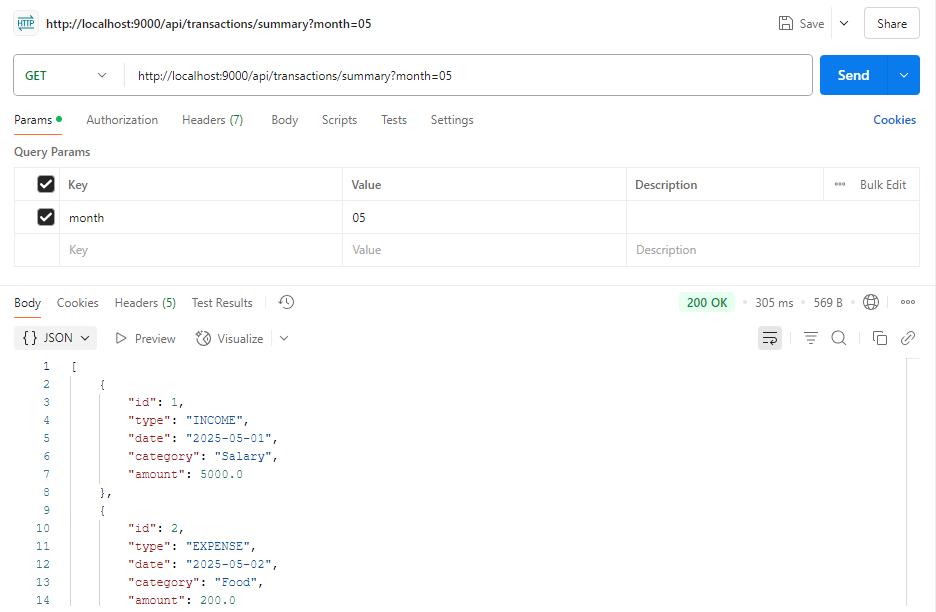 HTTP http://localhost:9000/api/transactions/summary?month=05 Save Share
GET http://localhost:9000/api/transactions/summary?month=05 Send
Params Authorization Headers (7) Body Scripts Tests Settings Cookies
Query Params
Key Value Description Bulk Edit
month 05
Key Value Description
Body Cookies Headers (5) Test Results 200 OK 305 ms 569 B
{} JSON Preview Visualize
1 [
2 {
3 "id": 1,
4 "type": "INCOME",
5 "date": "2025-05-01",
6 "category": "Salary",
7 "amount": 5000.0
8 },
9 {
10 "id": 2,
11 "type": "EXPENSE",
12 "date": "2025-05-02",
13 "category": "Food",
14 "amount": 200.0